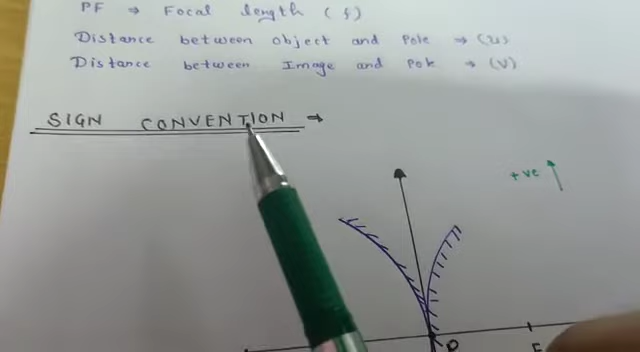 PF → Focal length (f)
Distance between object and Pole → (u)
Distance between Image and Pole → (v)
SIGN CONVENTION →
+ve ↑
P
F